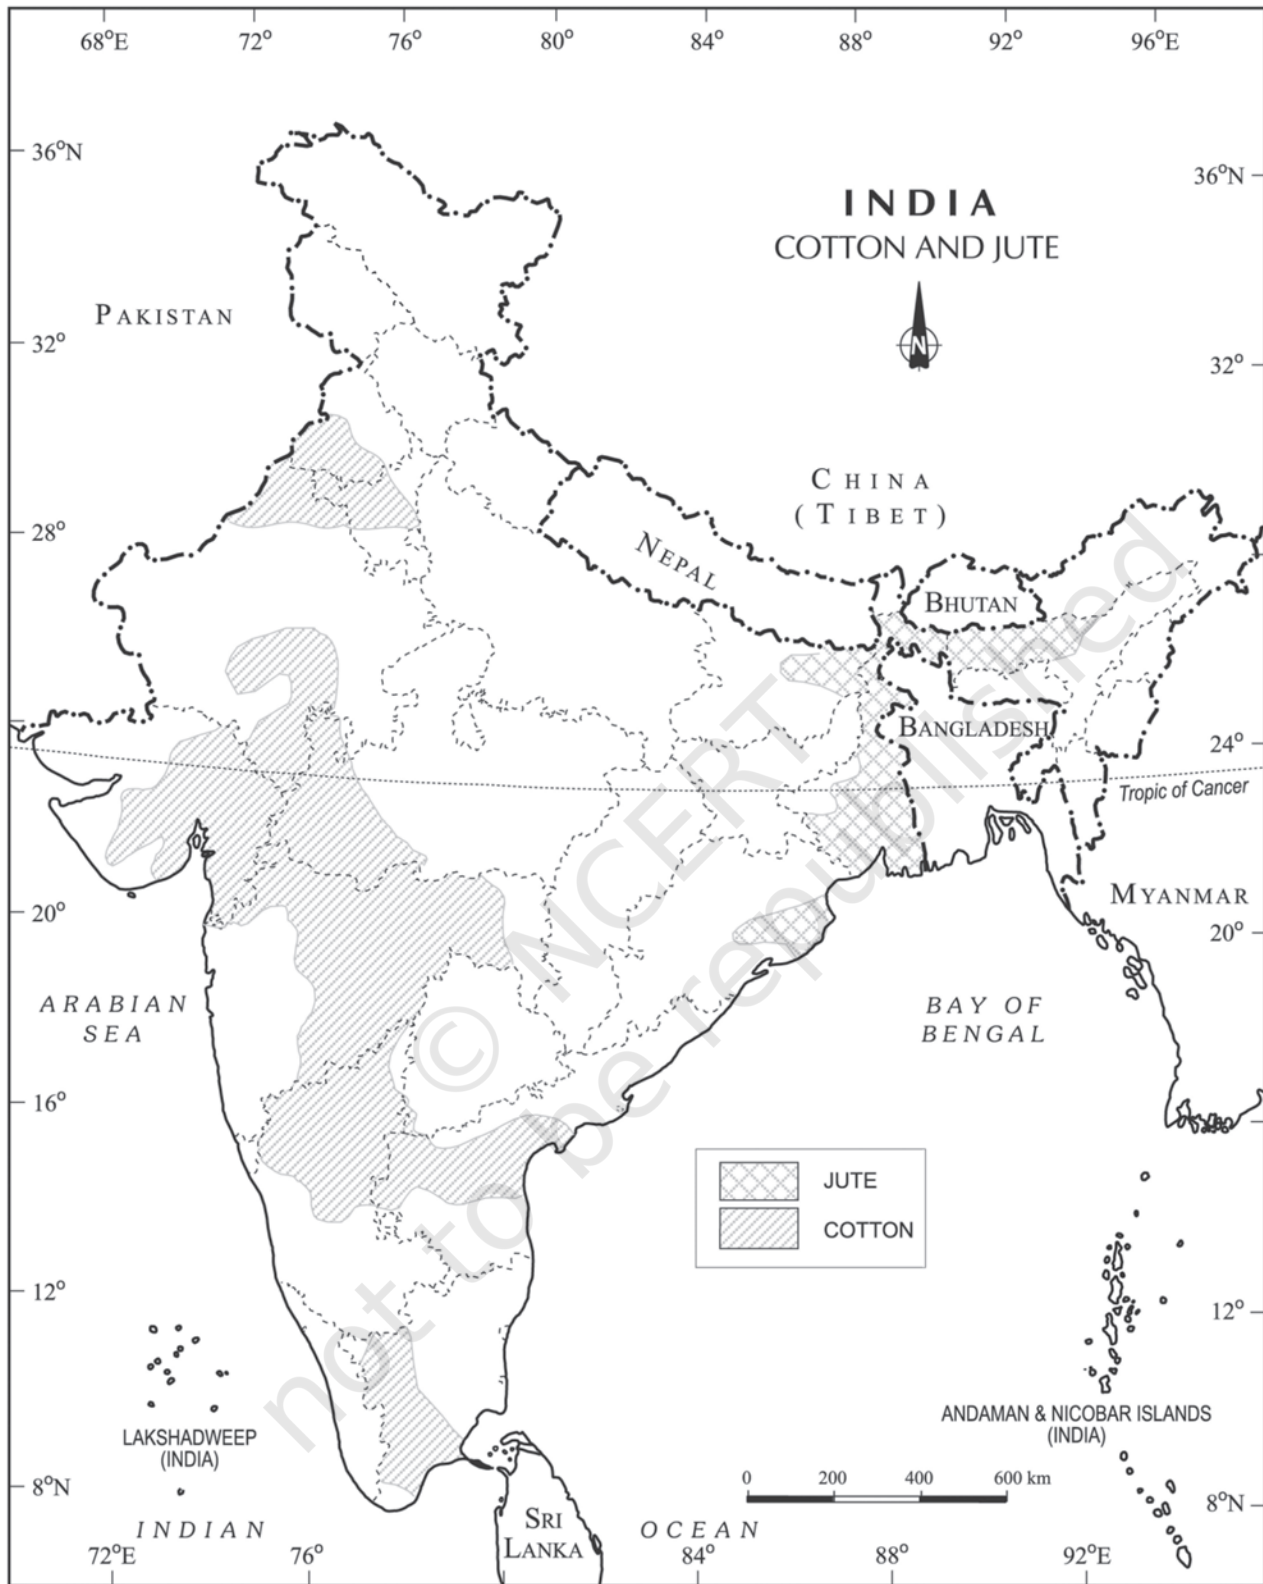 68°E 72° 76° 80° 84° 88° 92° 96°E
36°N
36°N
INDIA
COTTON AND JUTE
N
PAKISTAN
32°
32°
CHINA
(TIBET)
28°
NEPAL
BHUTAN
BANGLADESH
24°
Tropic of Cancer
MYANMAR
20°
20°
ARABIAN
SEA
BAY OF
BENGAL
© NCERT
not to be republished
16°
JUTE
COTTON
12°
12°
LAKSHADWEEP
(INDIA)
ANDAMAN & NICOBAR ISLANDS
(INDIA)
0 200 400 600 km
8°N
8°N
SRI
LANKA
INDIAN OCEAN
72°E 76° 84° 88° 92°E